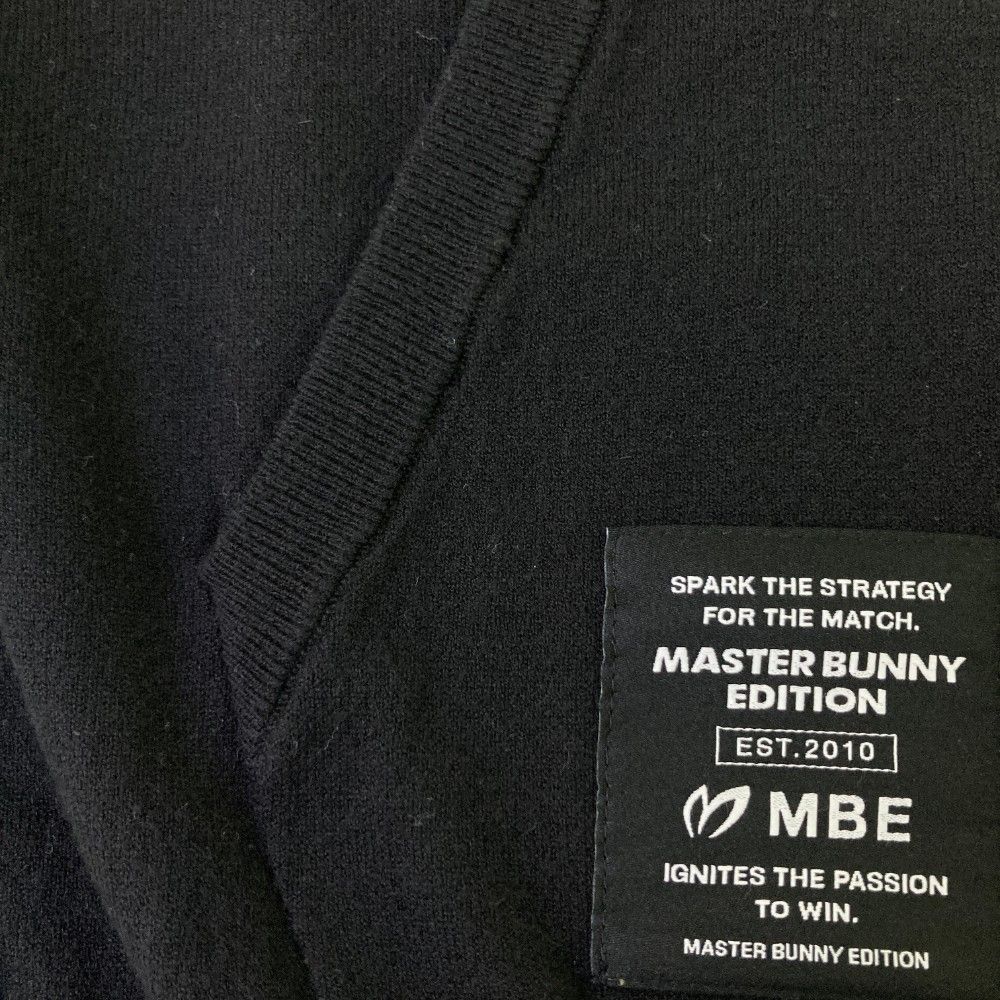 SPARK THE STRATEGY
FOR THE MATCH.
MASTER BUNNY
EDITION
EST.2010
MBE
IGNITES THE PASSION
TO WIN.
MASTER BUNNY EDITION